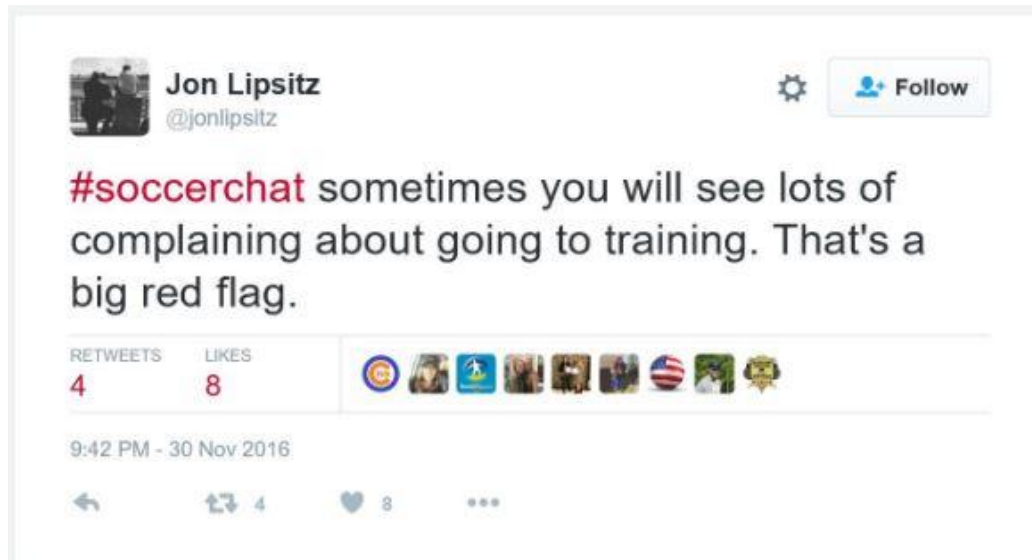 Jon Lipsitz
@jonlipsitz
Follow
#soccerchat sometimes you will see lots of
complaining about going to training. That's a
big red flag.
RETWEETS LIKES
4 8
9:42 PM - 30 Nov 2016
4 8